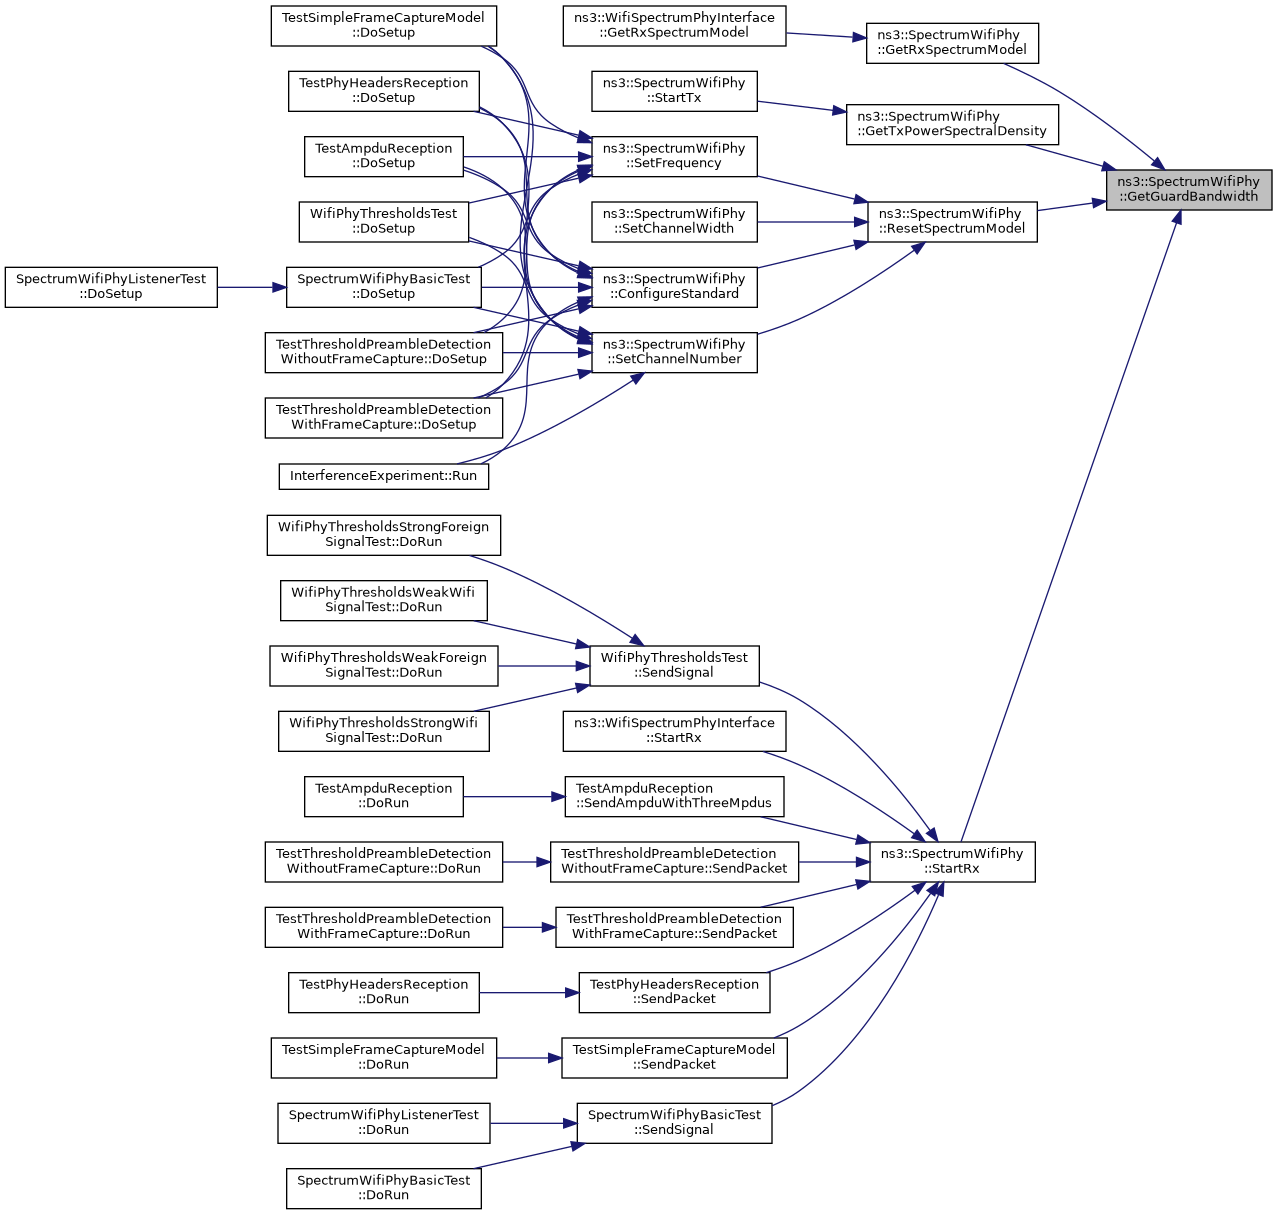 TestSimpleFrameCaptureModel
::DoSetup
ns3::WifiSpectrumPhyInterface
::GetRxSpectrumModel
ns3::SpectrumWifiPhy
::GetRxSpectrumModel
TestPhyHeadersReception
::DoSetup
ns3::SpectrumWifiPhy
::StartTx
ns3::SpectrumWifiPhy
::GetTxPowerSpectralDensity
TestAmpduReception
::DoSetup
ns3::SpectrumWifiPhy
::SetFrequency
ns3::SpectrumWifiPhy
::GetGuardBandwidth
WifiPhyThresholdsTest
::DoSetup
ns3::SpectrumWifiPhy
::SetChannelWidth
ns3::SpectrumWifiPhy
::ResetSpectrumModel
SpectrumWifiPhyListenerTest
::DoSetup
SpectrumWifiPhyBasicTest
::DoSetup
ns3::SpectrumWifiPhy
::ConfigureStandard
TestThresholdPreambleDetection
WithoutFrameCapture::DoSetup
ns3::SpectrumWifiPhy
::SetChannelNumber
TestThresholdPreambleDetection
WithFrameCapture::DoSetup
InterferenceExperiment::Run
WifiPhyThresholdsStrongForeign
SignalTest::DoRun
WifiPhyThresholdsWeakWifi
SignalTest::DoRun
WifiPhyThresholdsWeakForeign
SignalTest::DoRun
WifiPhyThresholdsTest
::SendSignal
WifiPhyThresholdsStrongWifi
SignalTest::DoRun
ns3::WifiSpectrumPhyInterface
::StartRx
TestAmpduReception
::DoRun
TestAmpduReception
::SendAmpduWithThreeMpdus
TestThresholdPreambleDetection
WithoutFrameCapture::DoRun
TestThresholdPreambleDetection
WithoutFrameCapture::SendPacket
ns3::SpectrumWifiPhy
::StartRx
TestThresholdPreambleDetection
WithFrameCapture::DoRun
TestThresholdPreambleDetection
WithFrameCapture::SendPacket
TestPhyHeadersReception
::DoRun
TestPhyHeadersReception
::SendPacket
TestSimpleFrameCaptureModel
::DoRun
TestSimpleFrameCaptureModel
::SendPacket
SpectrumWifiPhyListenerTest
::DoRun
SpectrumWifiPhyBasicTest
::SendSignal
SpectrumWifiPhyBasicTest
::DoRun